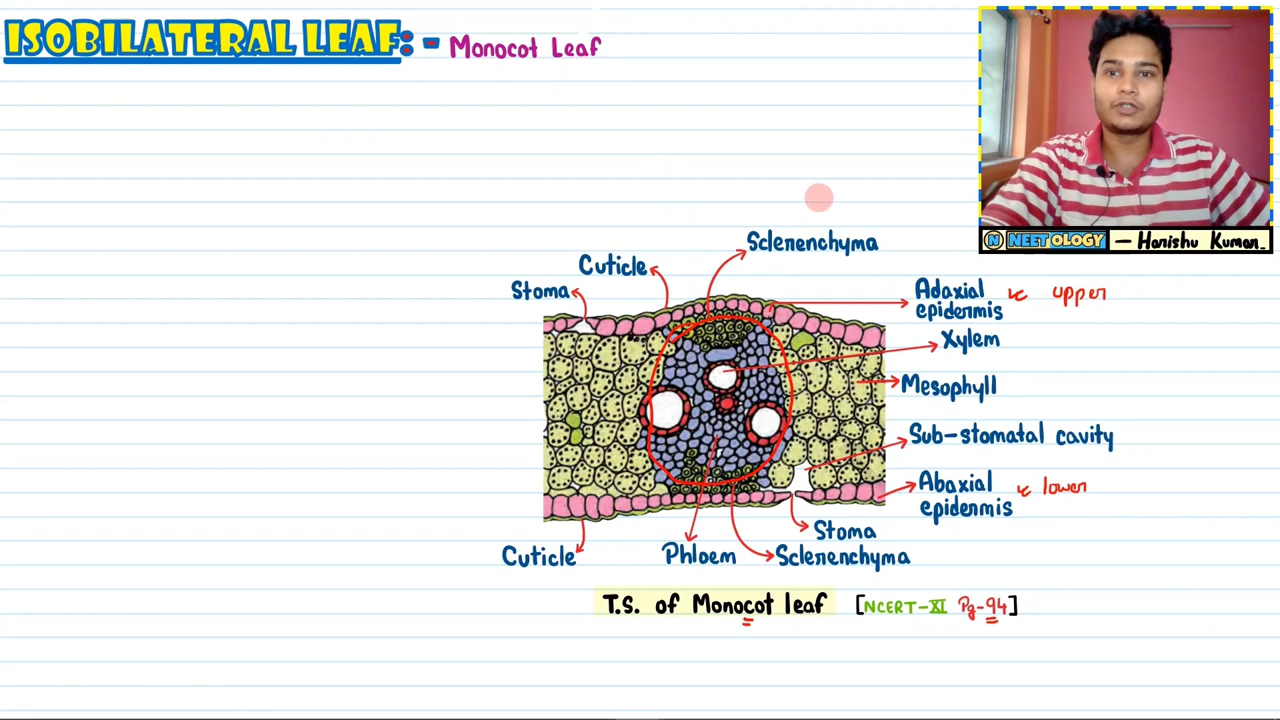 ISOBILATERAL LEAF:- Monocot Leaf
N NEETOLOGY - Harishu Kumar
Sclerenchyma
Cuticle
Stoma
Adaxial
epidermis
upper
Xylem
Mesophyll
Sub-stomatal cavity
Abaxial
epidermis
lower
Stoma
Cuticle
Phloem
Sclerenchyma
T.S. of Monocot leaf [NCERT-XI Pg-94]